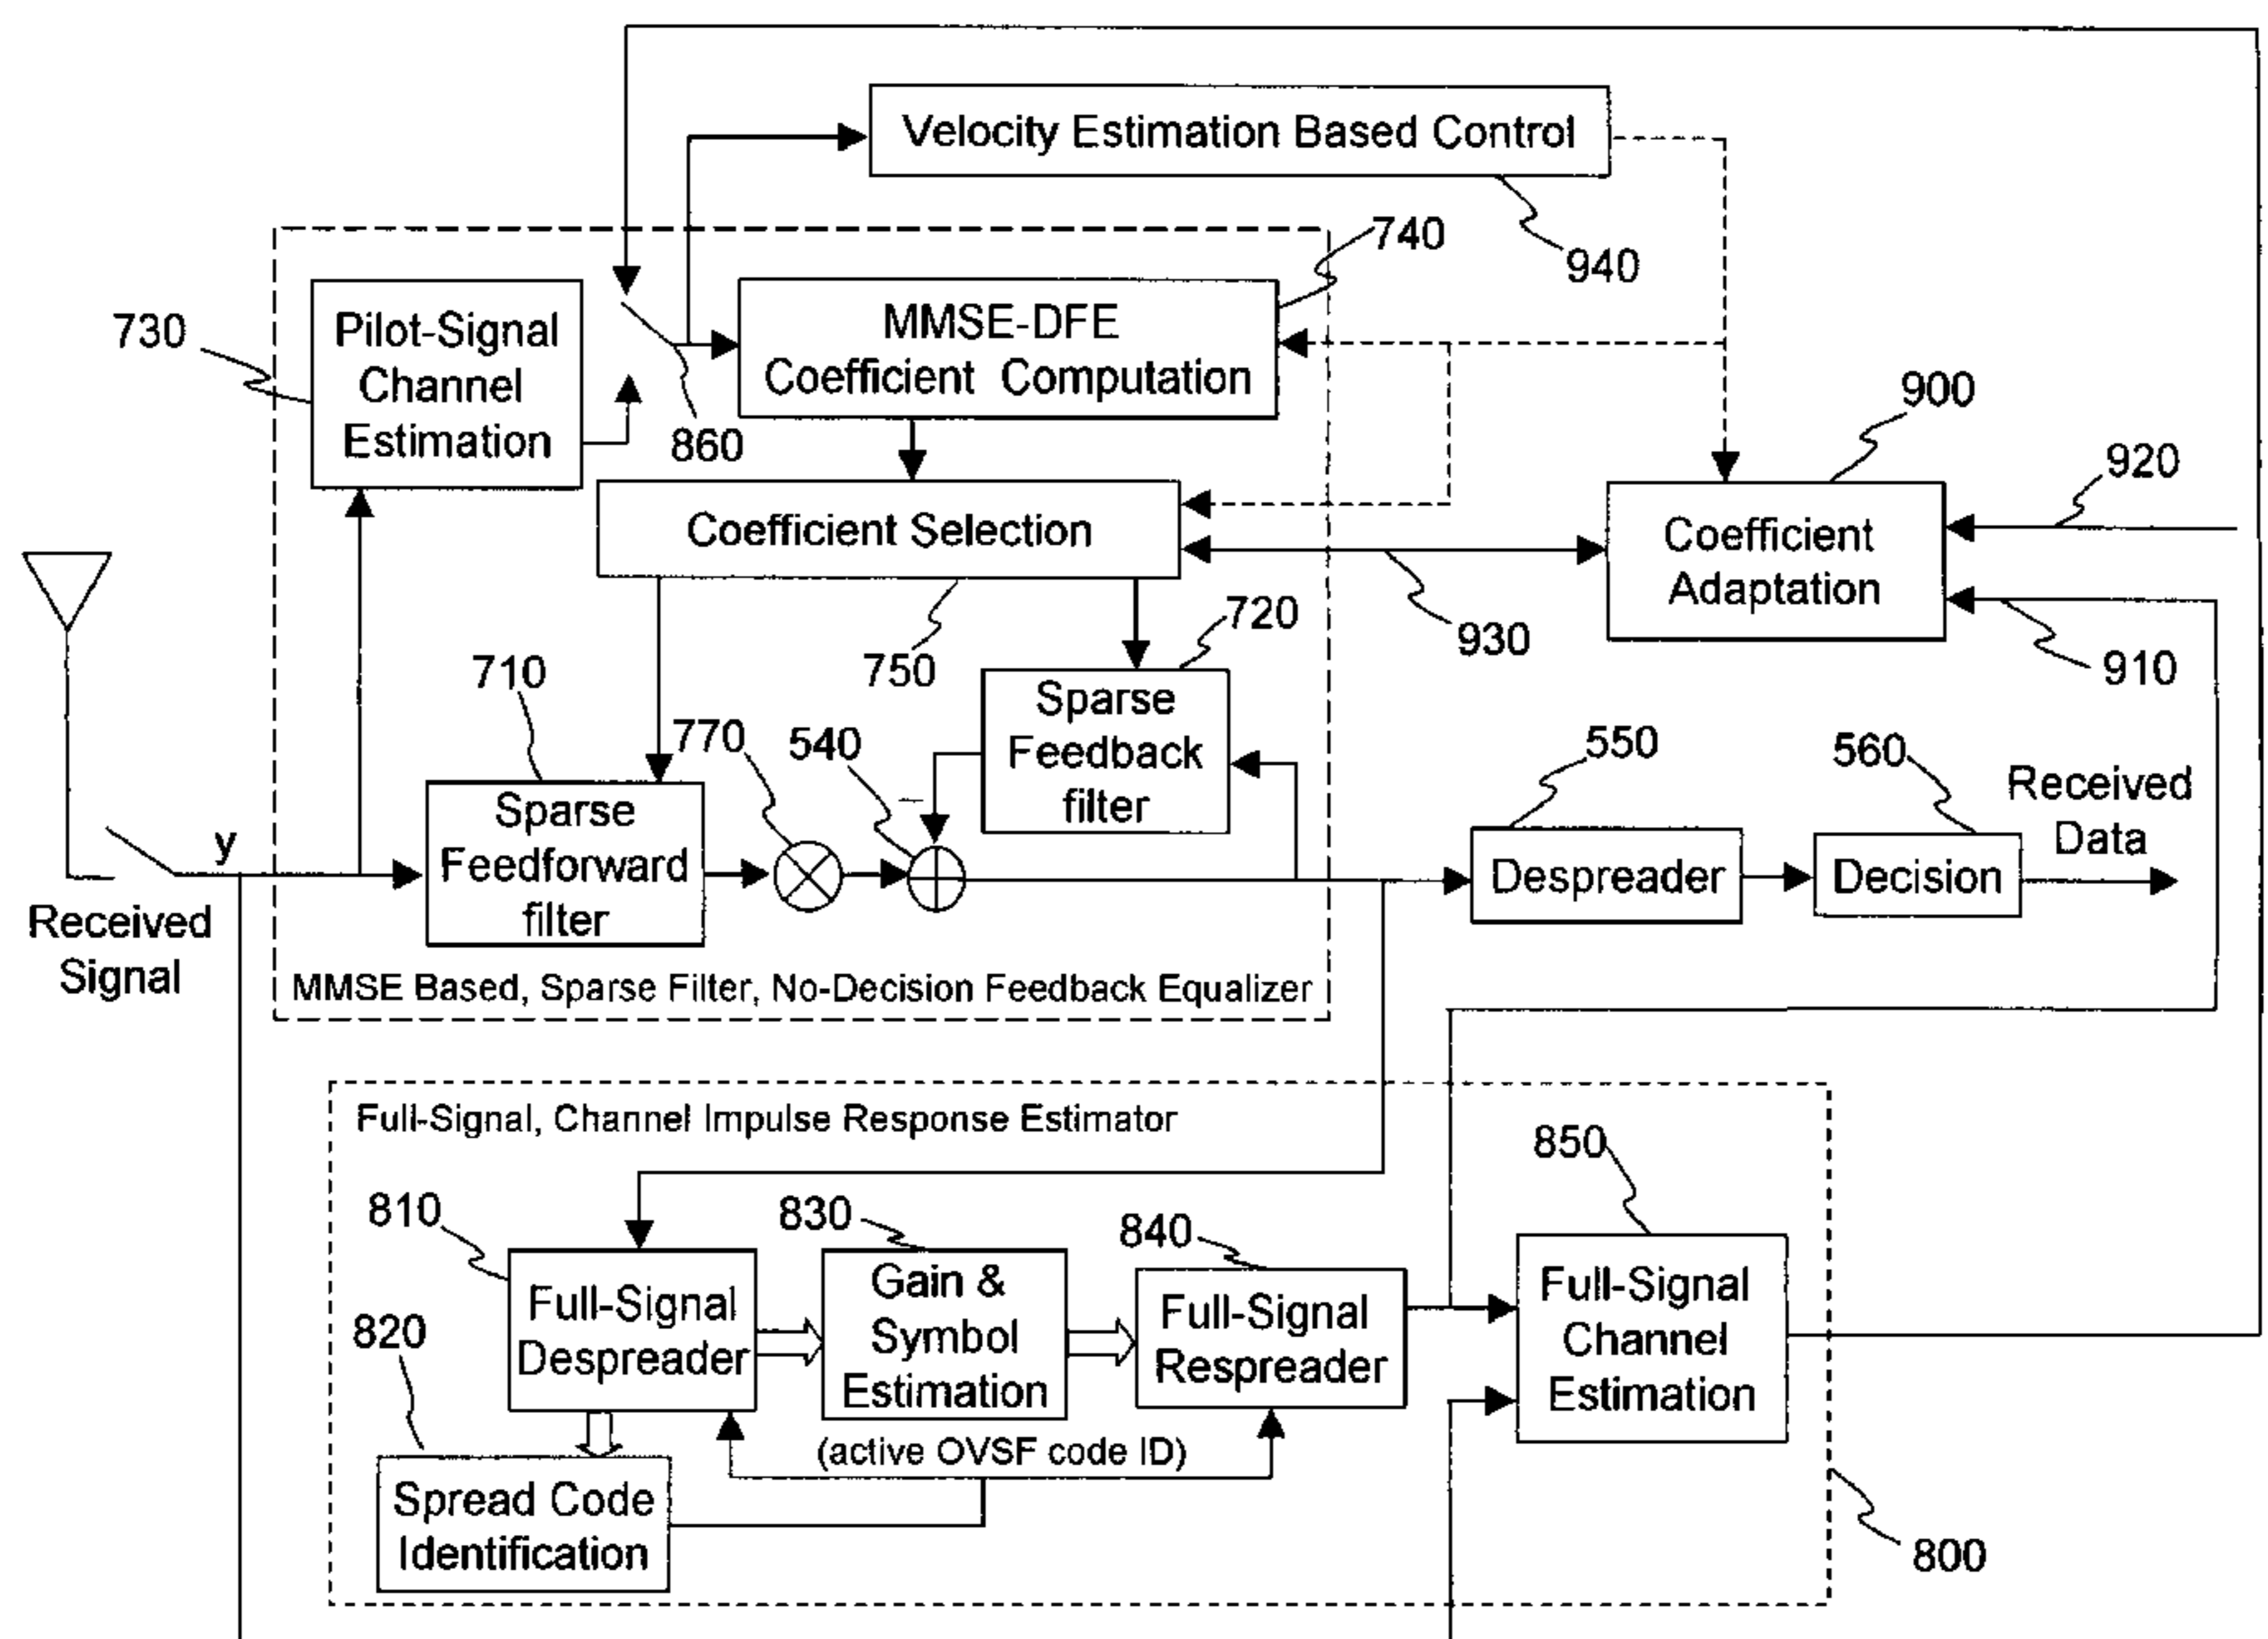 Velocity Estimation Based Control
940
740
730
Pilot-Signal
Channel
Estimation
860
MMSE-DFE
Coefficient Computation
900
920
Coefficient Selection
750
Coefficient
Adaptation
930
910
720
Sparse
Feedback
filter
710
770
540
550
560
Received
Data
y
Received
Signal
Sparse
Feedforward
filter
Despreader
Decision
MMSE Based, Sparse Filter, No-Decision Feedback Equalizer
Full-Signal, Channel Impulse Response Estimator
850
810
830
840
820
Full-Signal
Despreader
Gain &
Symbol
Estimation
Full-Signal
Respreader
Full-Signal
Channel
Estimation
(active OVSF code ID)
Spread Code
Identification
800